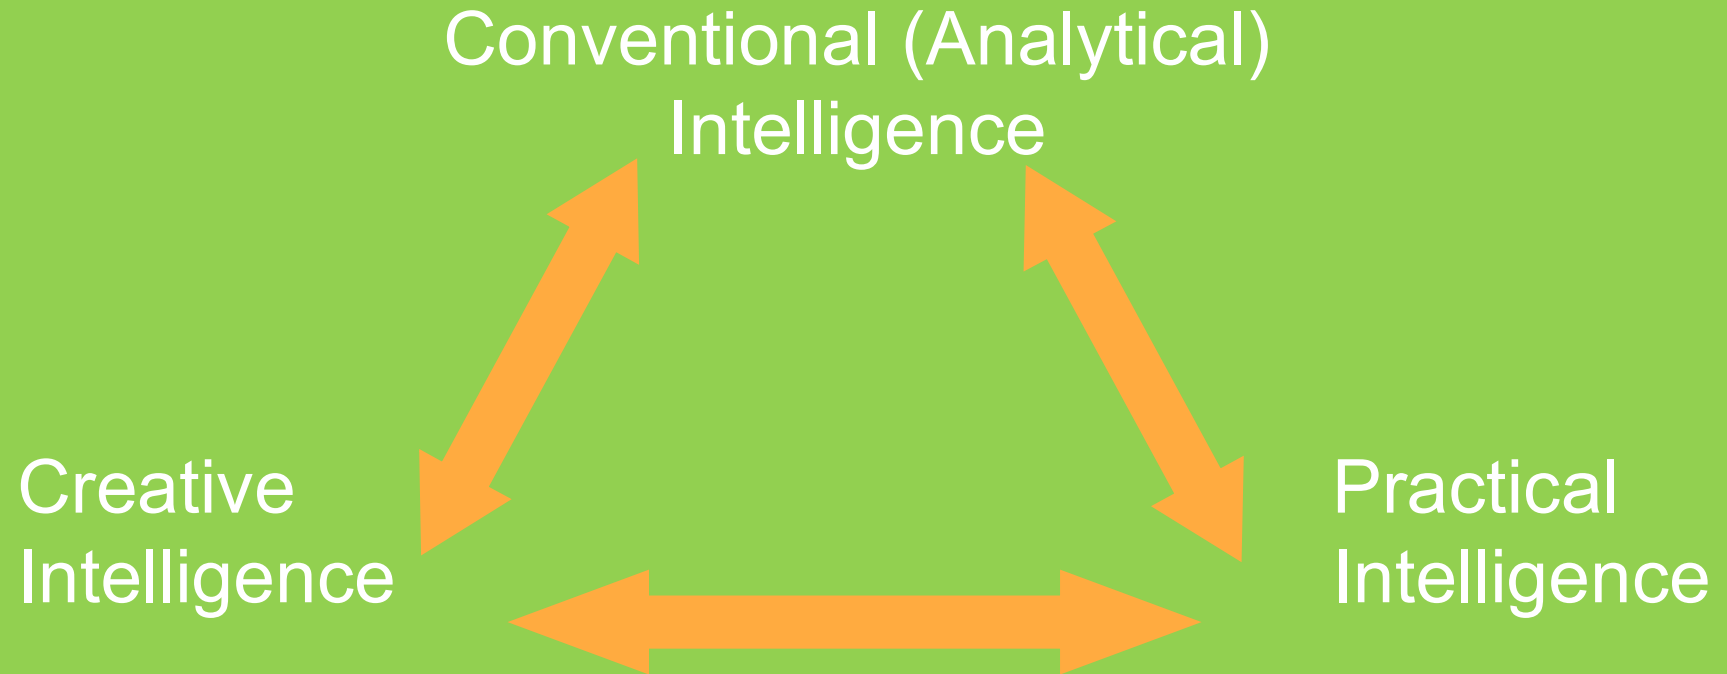 Conventional (Analytical)
Intelligence
Creative
Intelligence
Practical
Intelligence